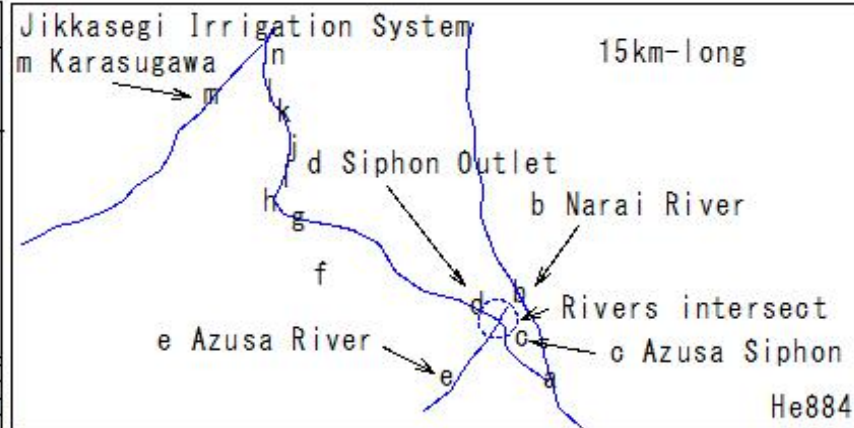 Jikkasegi Irrigation System
15km-long
m Karasugawa
n
m
l
k
j
d Siphon Outlet
i
h
g
b Narai River
f
d
b
Rivers intersect
e Azusa River
c
c Azusa Siphon
e
a
He884